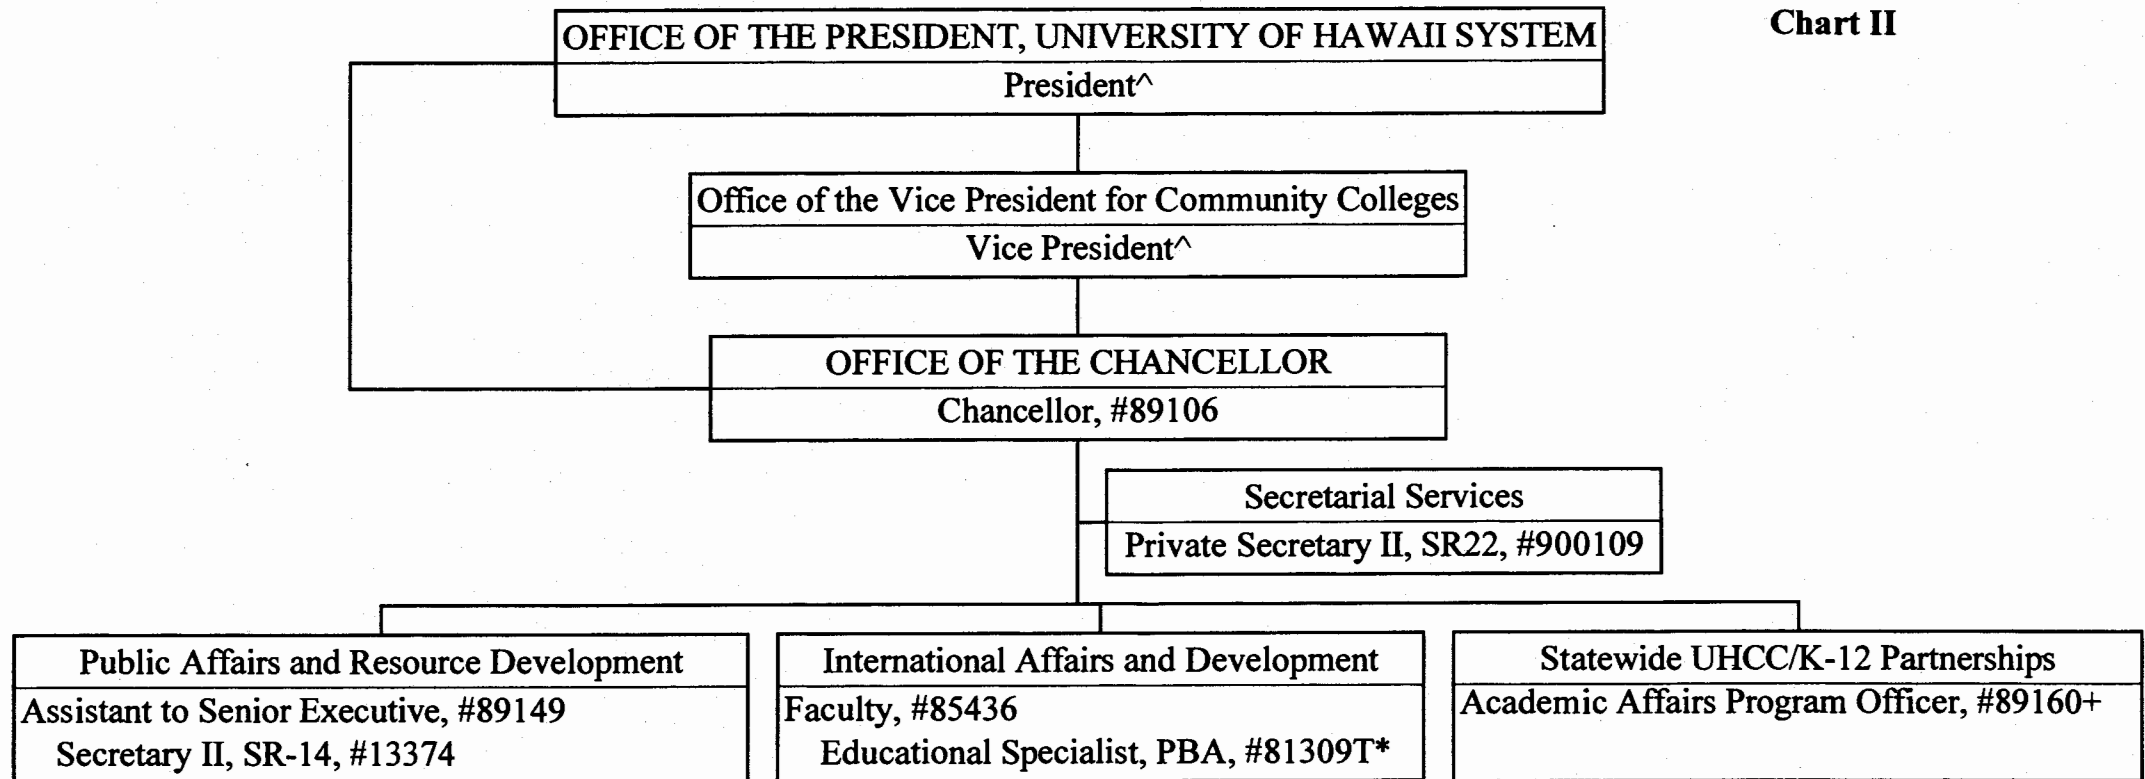 Chart II
OFFICE OF THE PRESIDENT, UNIVERSITY OF HAWAII SYSTEM
President^
Office of the Vice President for Community Colleges
Vice President^
OFFICE OF THE CHANCELLOR
Chancellor, #89106
Secretarial Services
Private Secretary II, SR22, #900109
Public Affairs and Resource Development
Assistant to Senior Executive, #89149
Secretary II, SR-14, #13374
International Affairs and Development
Faculty, #85436
Educational Specialist, PBA, #81309T*
Statewide UHCC/K-12 Partnerships
Academic Affairs Program Officer, #89160+